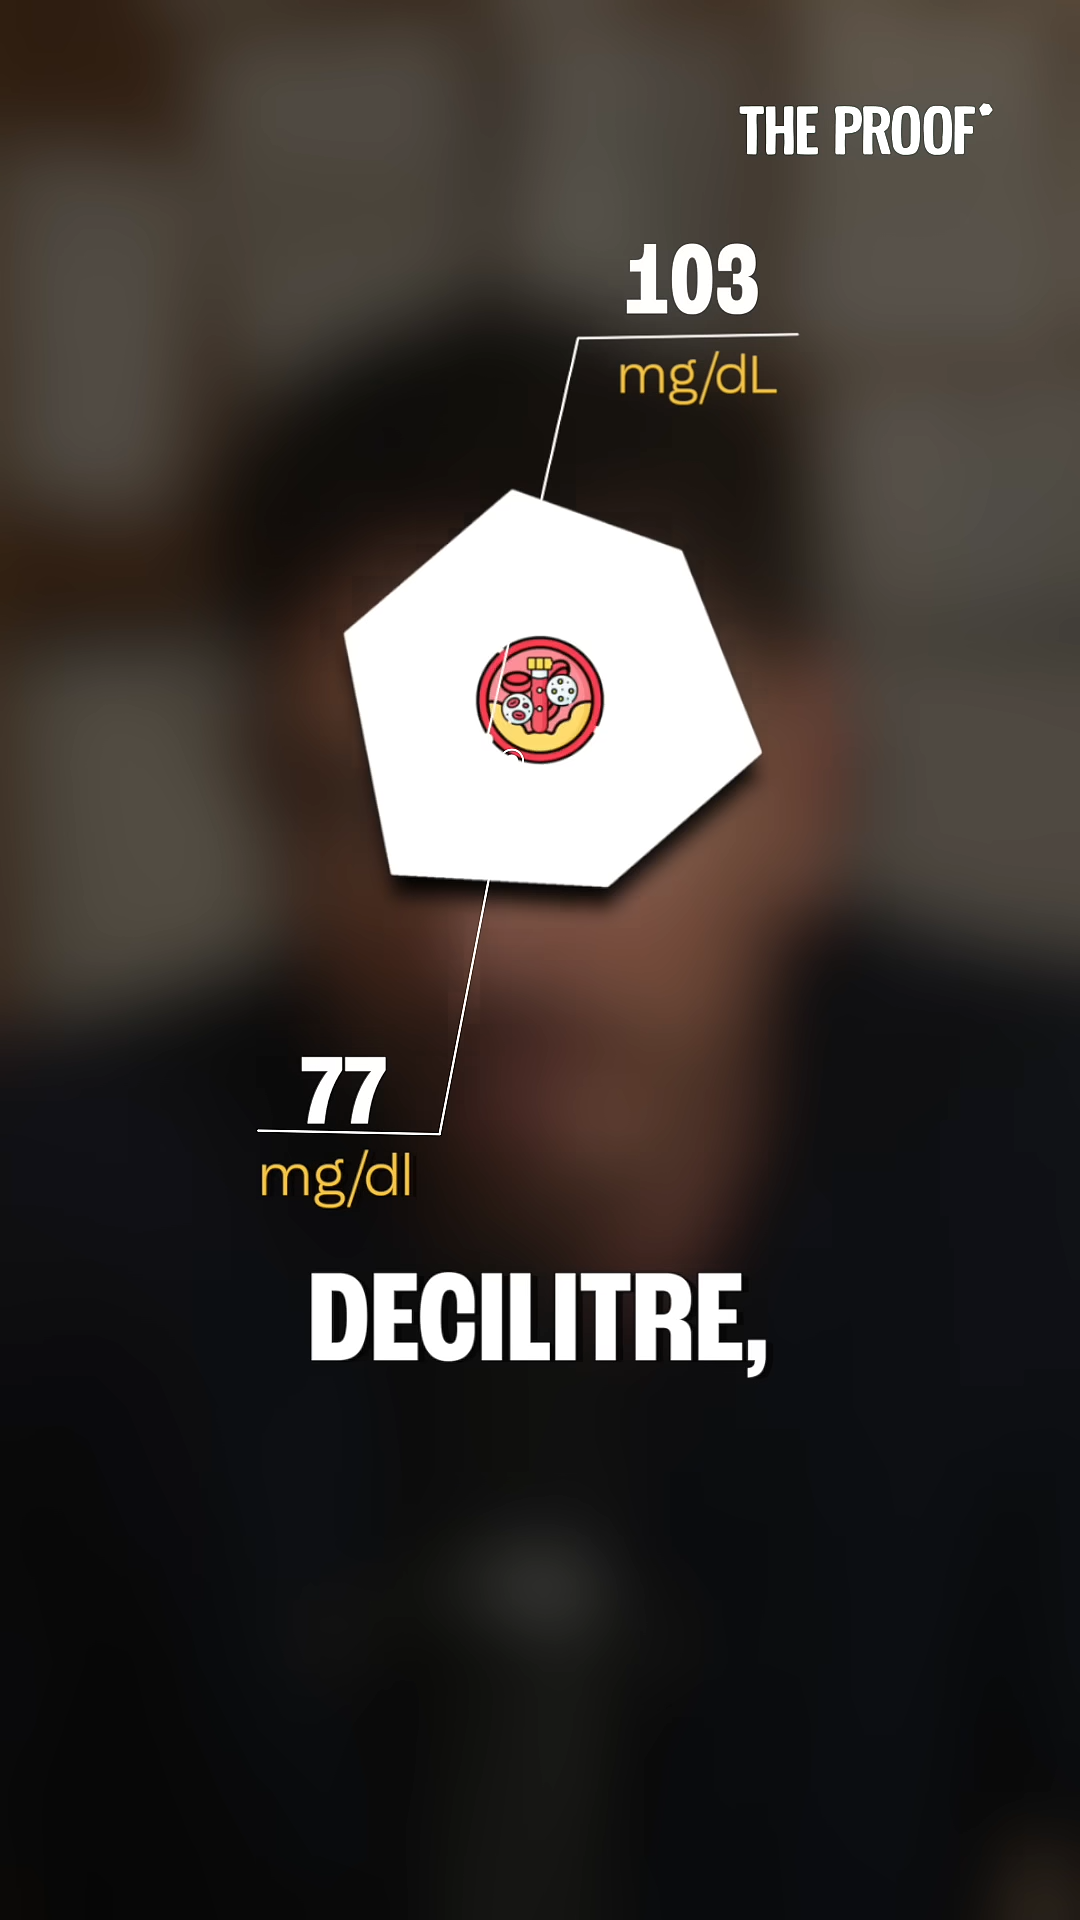 THE PROOF
103
mg/dL
77
mg/dl
DECILITRE,